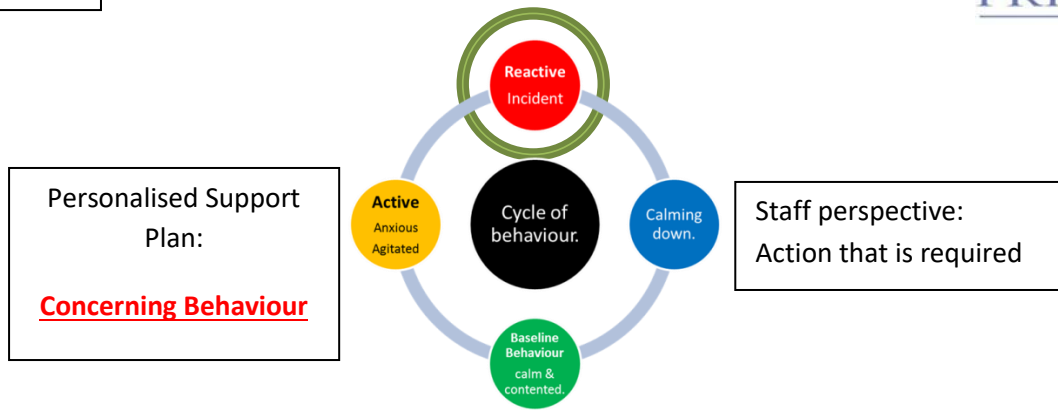 Reactive
Incident
Personalised Support
Plan:
Concerning Behaviour
Active
Anxious
Agitated
Cycle of
behaviour.
Calming
down.
Staff perspective:
Action that is required
Baseline
Behaviour
calm &
contented.